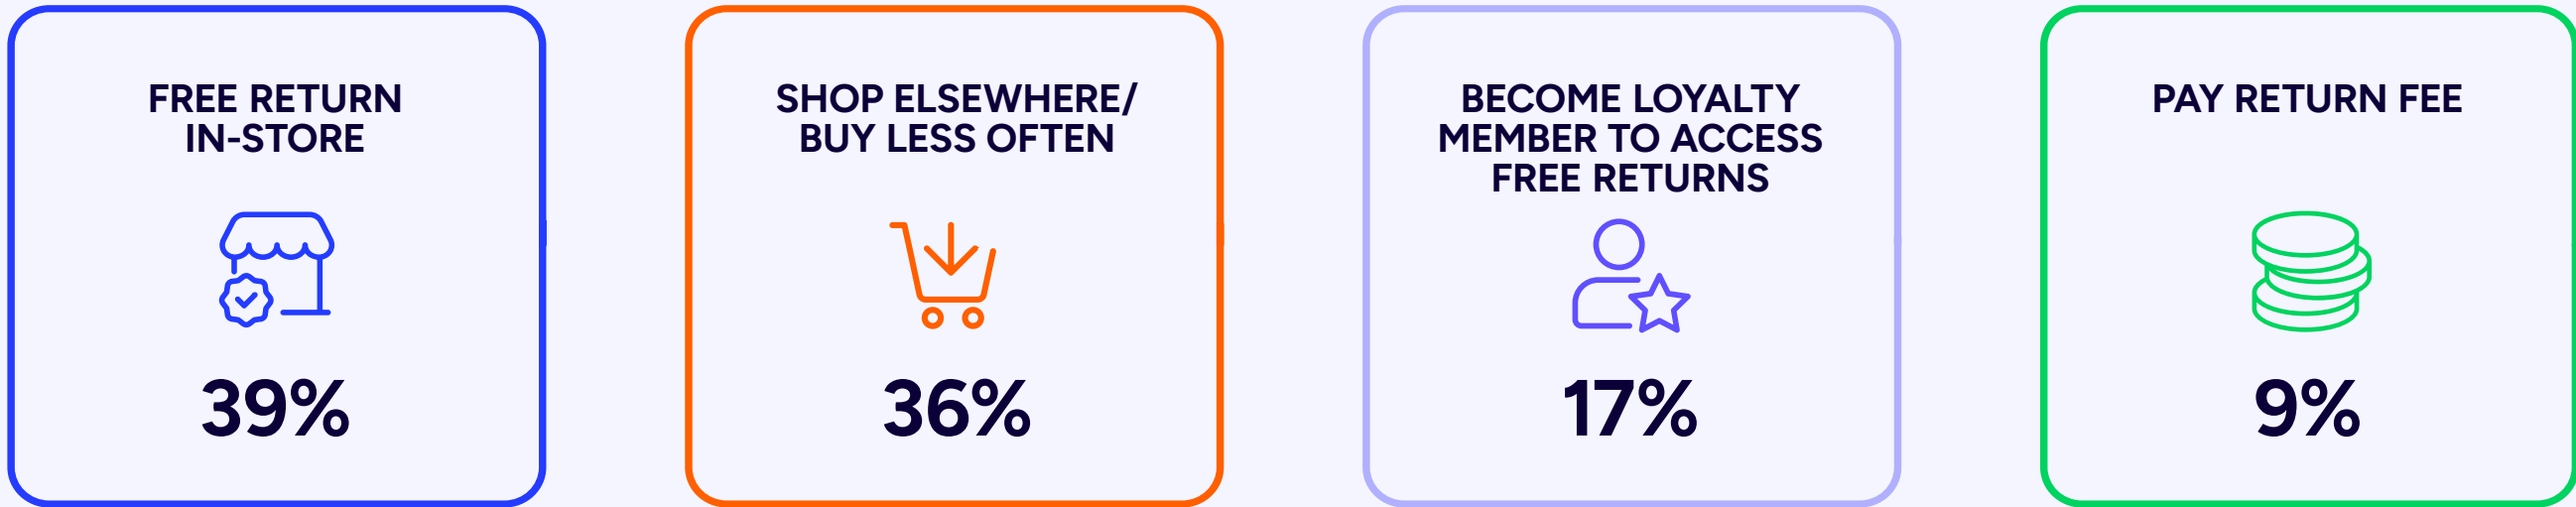 FREE RETURN
IN-STORE
39%
SHOP ELSEWHERE/
BUY LESS OFTEN
36%
BECOME LOYALTY
MEMBER TO ACCESS
FREE RETURNS
17%
PAY RETURN FEE
9%